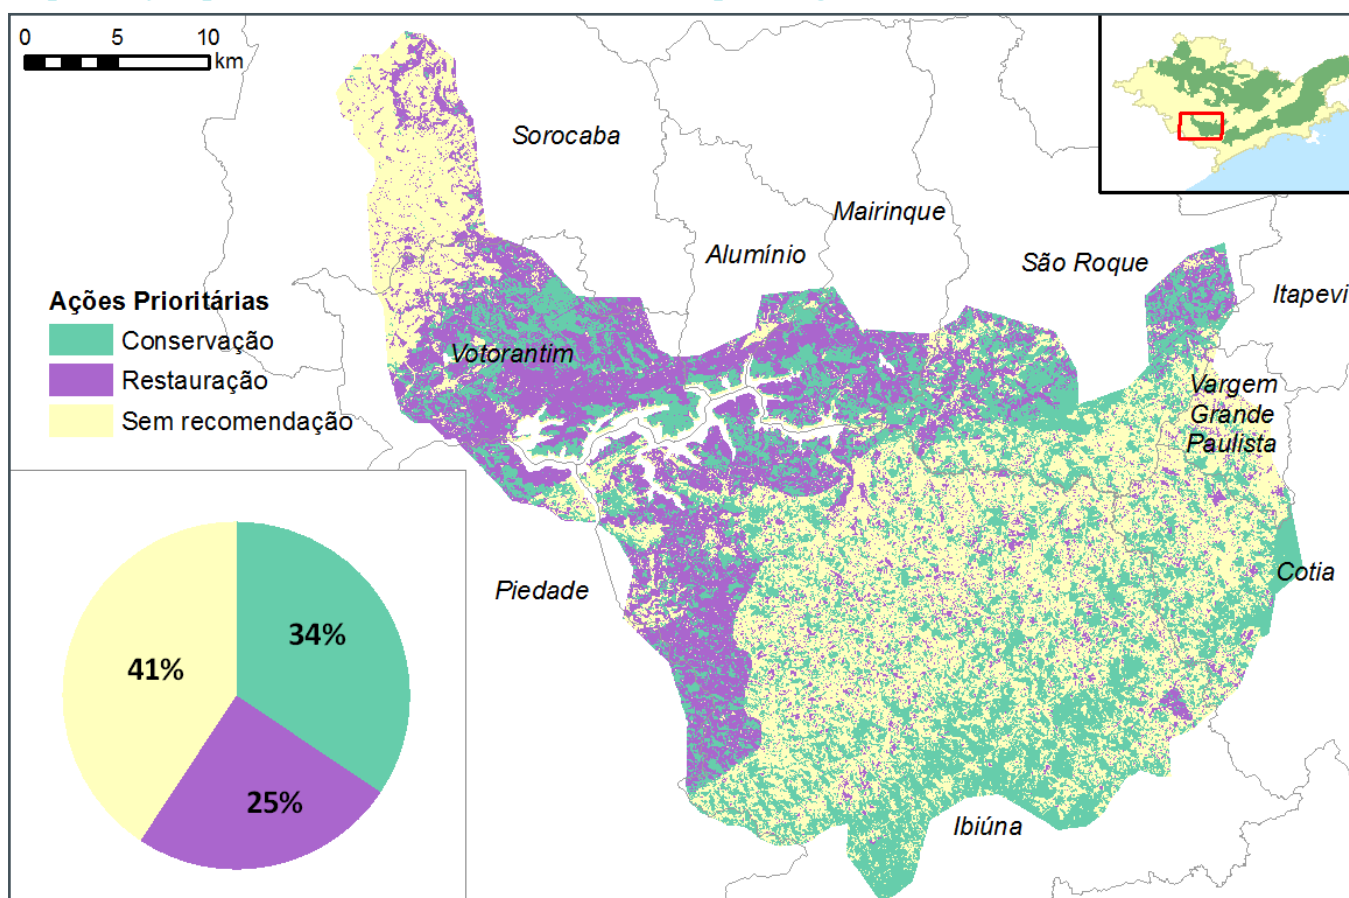 0 5 10
km
Sorocaba
Mairinque
Alumínio
São Roque
Itapevi
Ações Prioritárias
Conservação
Restauração
Sem recomendação
Votorantim
Vargem
Grande
Paulista
Piedade
Cotia
Ibiúna
34%
41%
25%